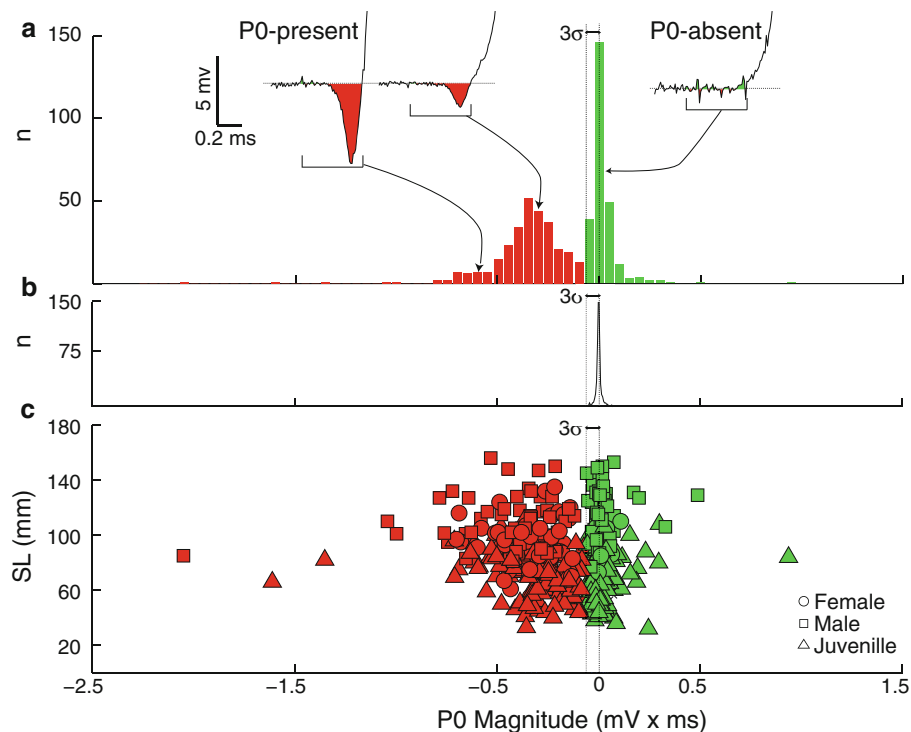 a
P0-present
3σ
P0-absent
n
150
100
50
5 mv
0.2 ms
b
3σ
n
150
75
c
3σ
SL (mm)
180
140
100
60
20
Female
Male
Juvenille
−2.5
−1.5
−0.5
0
0.5
1.5
P0 Magnitude (mV x ms)